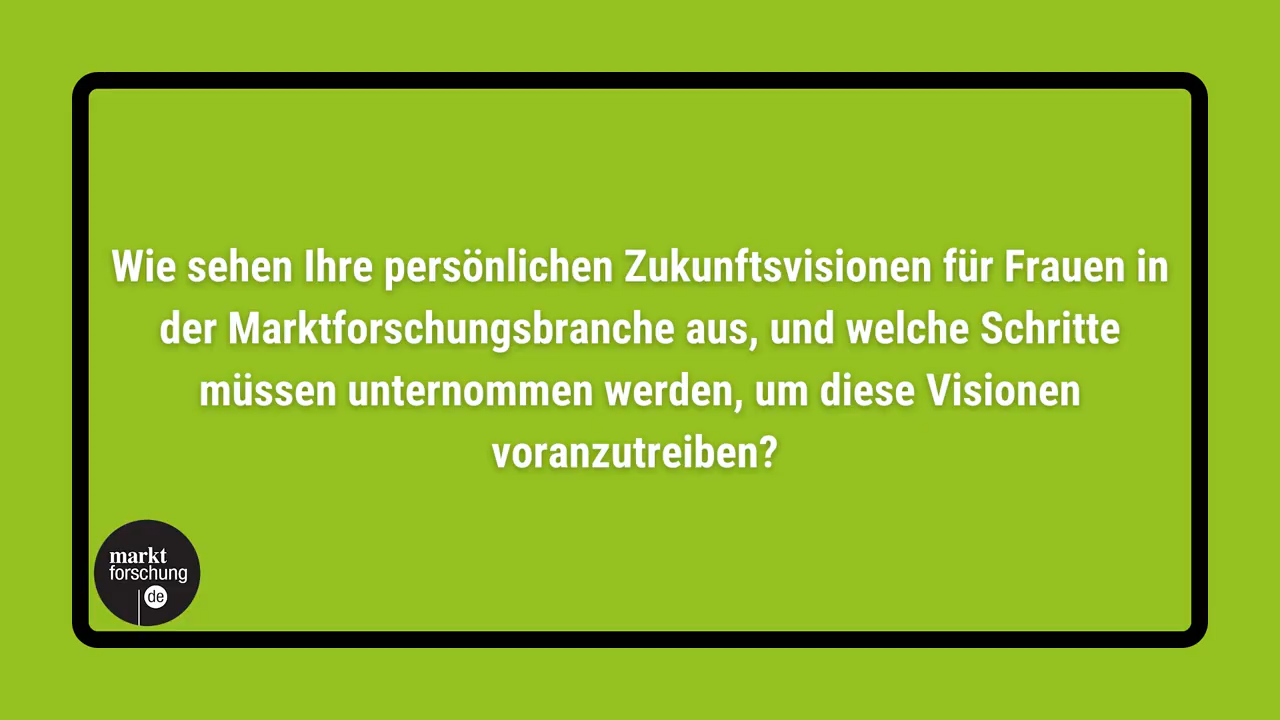 Wie sehen Ihre persönlichen Zukunftsvisionen für Frauen in
der Marktforschungsbranche aus, und welche Schritte
müssen unternommen werden, um diese Visionen
voranzutreiben?
markt
forschung
de